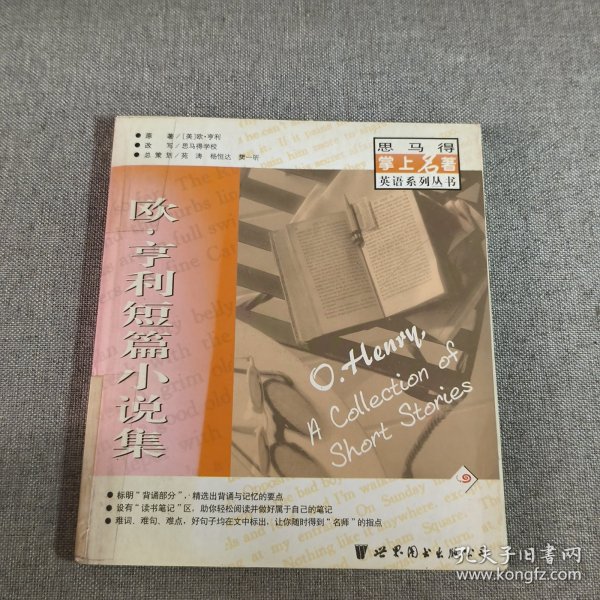 ● 原 著/[美]欧·亨利
● 改 写/思马得学校
● 总策划/苑涛 杨恒达 樊一昕
思马得
掌上名著
英语系列丛书
欧·亨利短篇小说集
O.Henry,
A Collection of
Short Stories
● 标明“背诵部分”，精选出背诵与记忆的要点
● 设有“读书笔记”区，助你轻松阅读并做好属于自己的笔记
● 难词、难句、难点，好句子均在文中标出，让你随时得到“名师”的指点
世界图书出版公司
孔夫子旧书网
www.kongfz.com